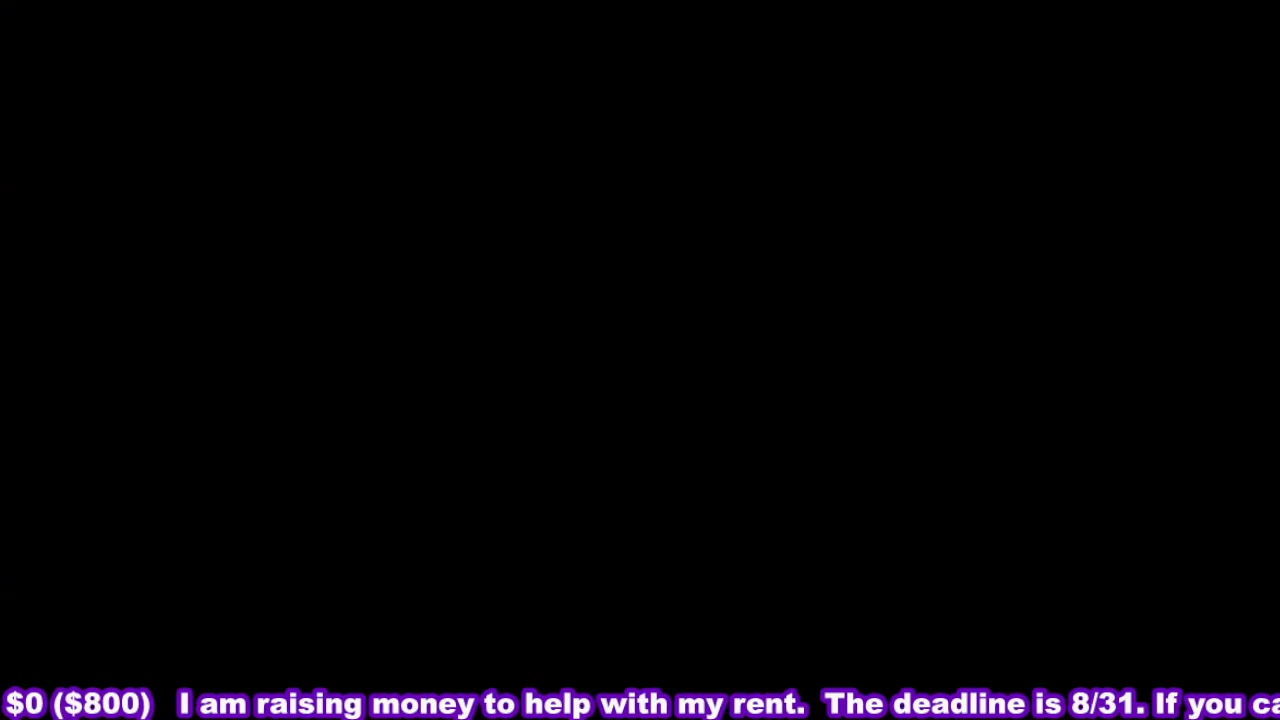 $0 ($800) I am raising money to help with my rent. The deadline is 8/31. If you